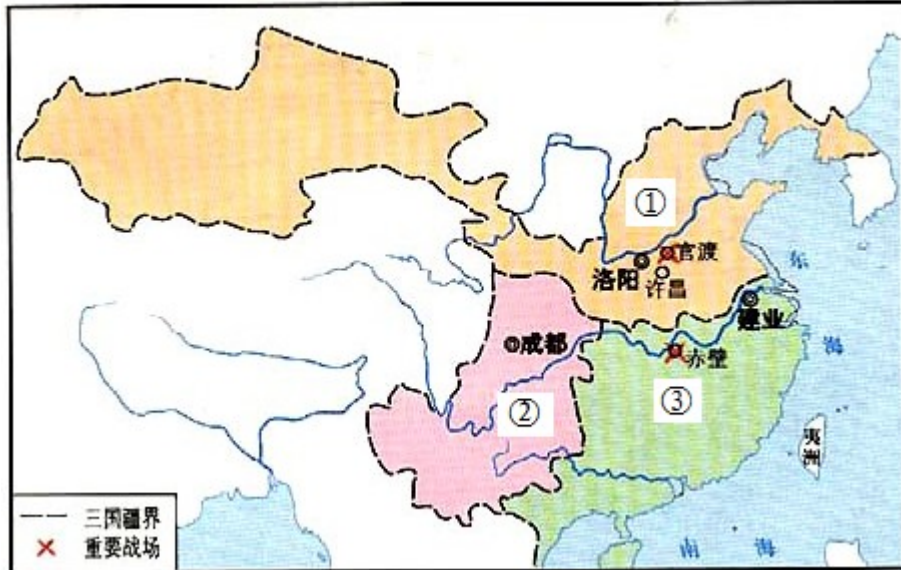 ①
官渡
洛阳
许昌
东
海
建业
成都
赤壁
②
③
夷洲
南海
三国疆界
重要战场